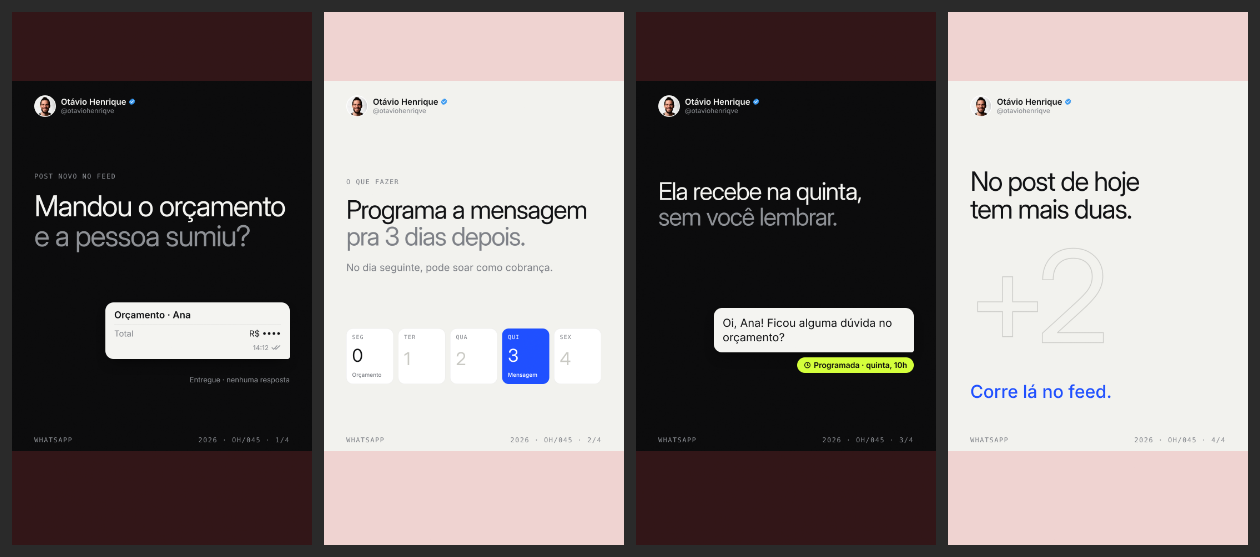 Otávio Henrique
@otaviohenriqve
POST NOVO NO FEED
Mandou o orçamento
e a pessoa sumiu?
Orçamento · Ana
Total R$ ••••
14:12
Entregue · nenhuma resposta
WHATSAPP 2026 · OH/045 · 1/4
Otávio Henrique
@otaviohenriqve
O QUE FAZER
Programa a mensagem
pra 3 dias depois.
No dia seguinte, pode soar como cobrança.
SEG TER QUA QUI SEX
0 1 2 3 4
Orçamento Mensagem
WHATSAPP 2026 · OH/045 · 2/4
Otávio Henrique
@otaviohenriqve
Ela recebe na quinta,
sem você lembrar.
Oi, Ana! Ficou alguma dúvida no
orçamento?
Programada · quinta, 10h
WHATSAPP 2026 · OH/045 · 3/4
Otávio Henrique
@otaviohenriqve
No post de hoje
tem mais duas.
+2
Corre lá no feed.
WHATSAPP 2026 · OH/045 · 4/4